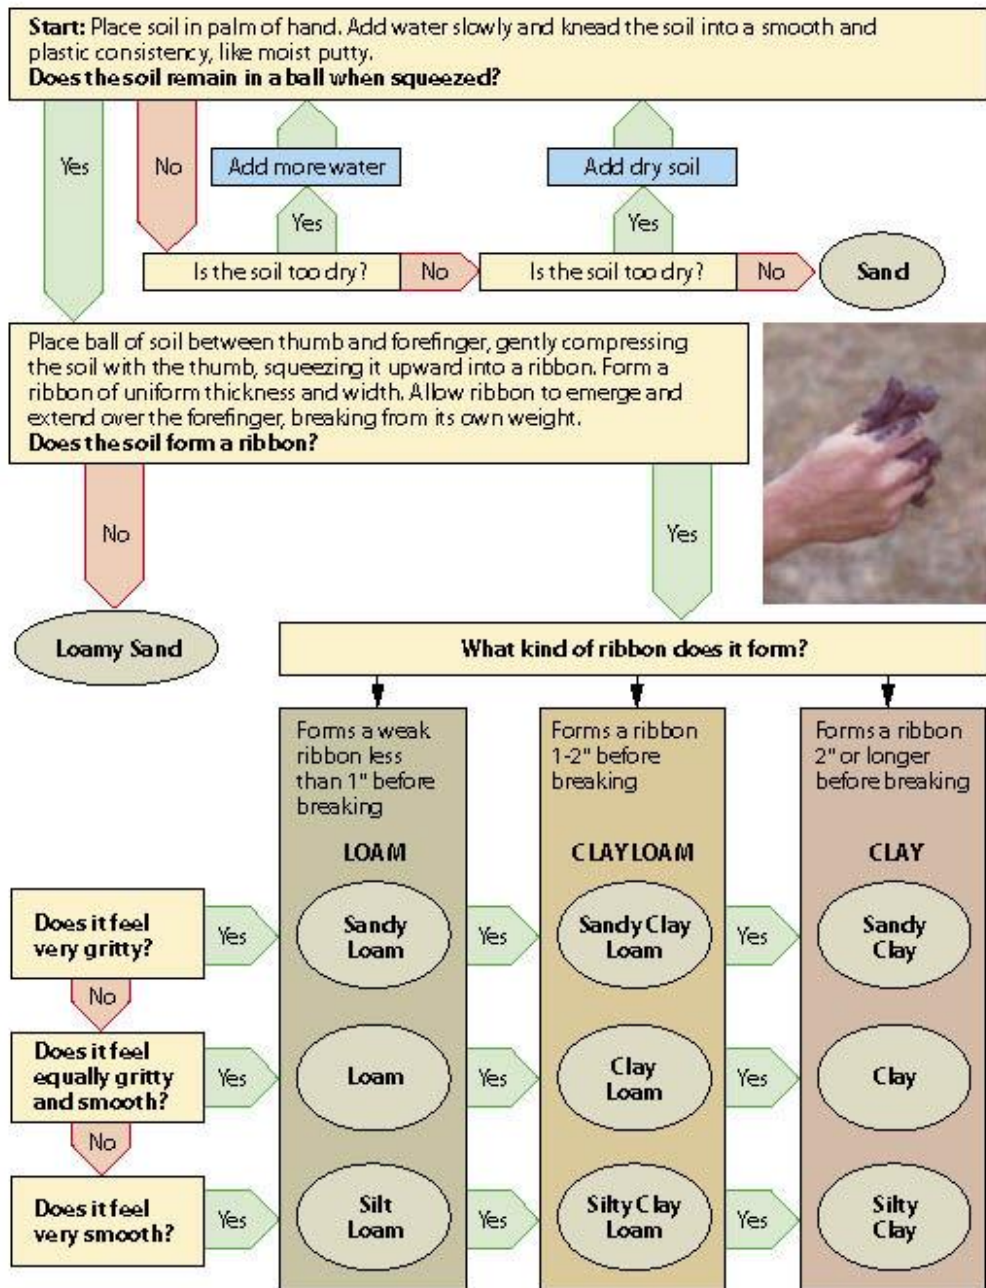 Start: Place soil in palm of hand. Add water slowly and knead the soil into a smooth and
plastic consistency, like moist putty.
Does the soil remain in a ball when squeezed?
Yes
No
Add more water
Add dry soil
Yes
Yes
Is the soil too dry?
No
Is the soil too dry?
No
Sand
Place ball of soil between thumb and forefinger, gently compressing
the soil with the thumb, squeezing it upward into a ribbon. Form a
ribbon of uniform thickness and width. Allow ribbon to emerge and
extend over the forefinger, breaking from its own weight.
Does the soil form a ribbon?
No
Yes
Loamy Sand
What kind of ribbon does it form?
Forms a weak
ribbon less
than 1" before
breaking
LOAM
Forms a ribbon
1-2" before
breaking
CLAY LOAM
Forms a ribbon
2" or longer
before breaking
CLAY
Does it feel
very gritty?
Yes
Sandy
Loam
Yes
Sandy Clay
Loam
Yes
Sandy
Clay
No
Does it feel
equally gritty
and smooth?
Yes
Loam
Yes
Clay
Loam
Yes
Clay
No
Does it feel
very smooth?
Yes
Silt
Loam
Yes
Silty Clay
Loam
Yes
Silty
Clay